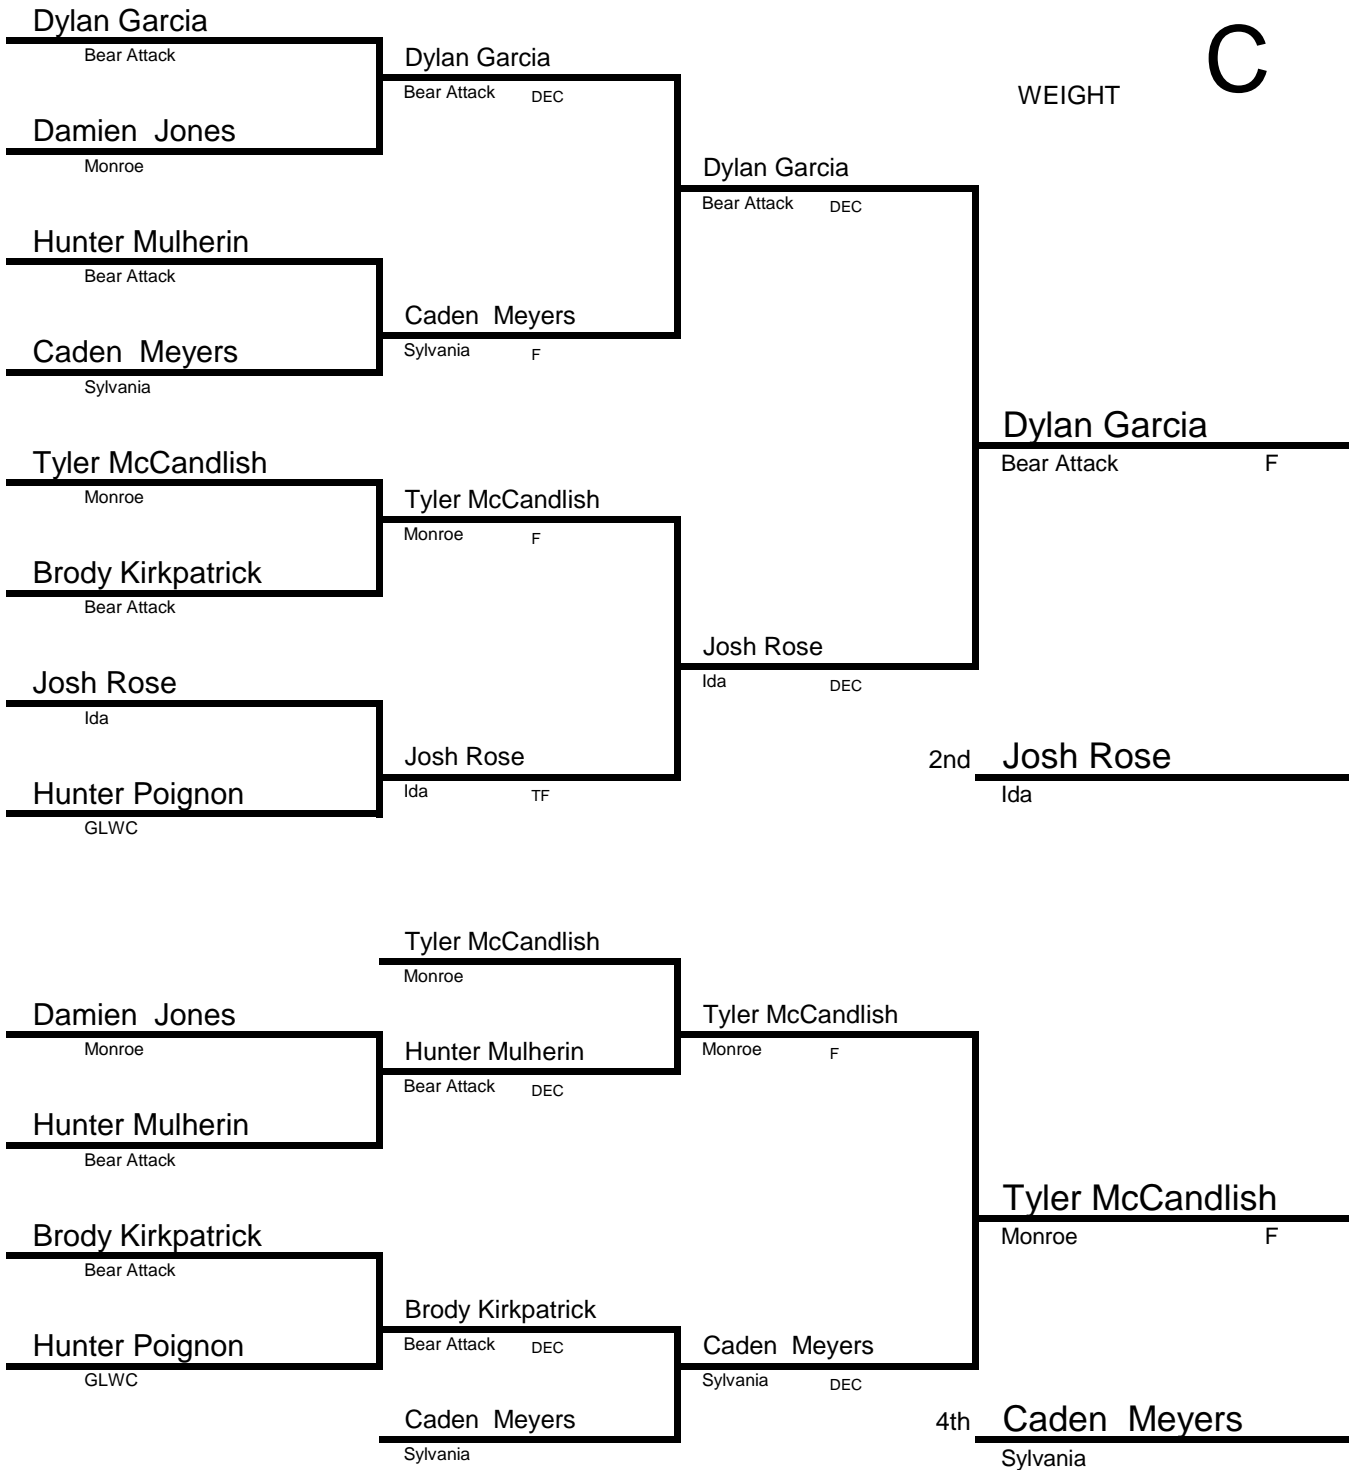 Dylan Garcia
Bear Attack
Damien  Jones
Monroe
Hunter Mulherin
Bear Attack
Caden  Meyers
Sylvania
Tyler McCandlish
Monroe
Brody Kirkpatrick
Bear Attack
Josh Rose
Ida
Hunter Poignon
GLWC
Dylan Garcia
Bear Attack DEC
Caden  Meyers
Sylvania F
Tyler McCandlish
Monroe F
Josh Rose
Ida TF
Dylan Garcia
Bear Attack DEC
Josh Rose
Ida DEC
WEIGHT C
Dylan Garcia
Bear Attack F
2nd Josh Rose
Ida
Damien  Jones
Monroe
Hunter Mulherin
Bear Attack
Brody Kirkpatrick
Bear Attack
Hunter Poignon
GLWC
Tyler McCandlish
Monroe
Hunter Mulherin
Bear Attack DEC
Brody Kirkpatrick
Bear Attack DEC
Caden  Meyers
Sylvania
Tyler McCandlish
Monroe F
Caden  Meyers
Sylvania DEC
Tyler McCandlish
Monroe F
4th Caden  Meyers
Sylvania